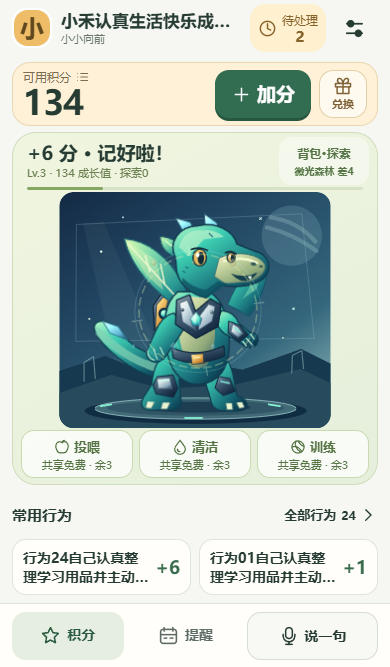 小
小禾认真生活快乐成...
小小向前
待处理
2
可用积分
134
+ 加分
兑换
+6 分・记好啦！
Lv.3 · 134 成长值 · 探索0
背包•探索
微光森林 差4
投喂
共享免费 · 余3
清洁
共享免费 · 余3
训练
共享免费 · 余3
常用行为
全部行为 24
行为24自己认真整
理学习用品并主动...
+6
行为01自己认真整
理学习用品并主动...
+1
积分
提醒
说一句